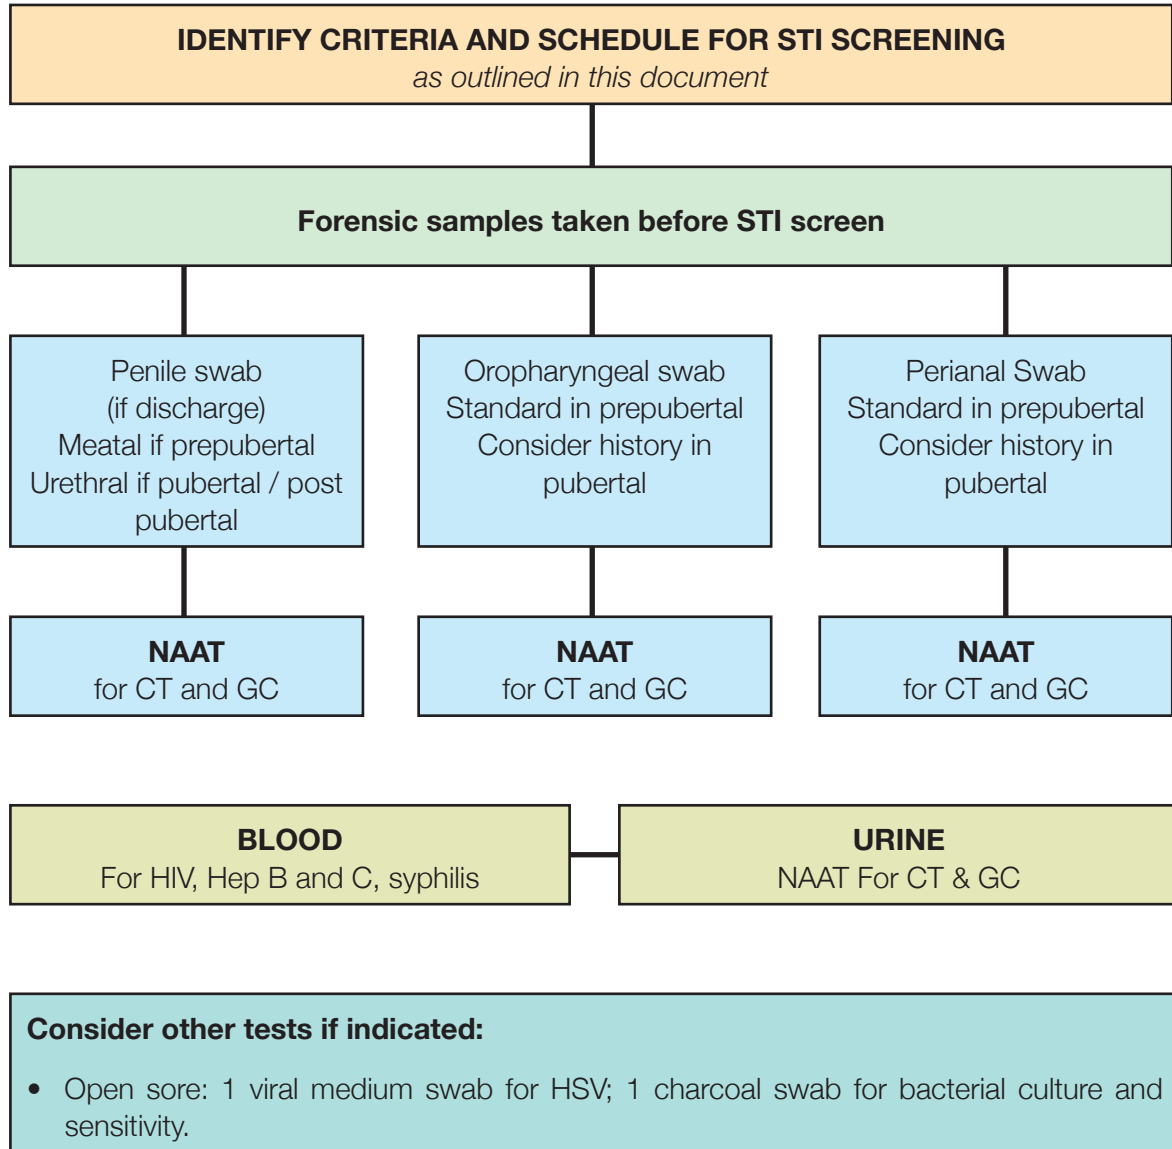 IDENTIFY CRITERIA AND SCHEDULE FOR STI SCREENING
as outlined in this document
Forensic samples taken before STI screen
Penile swab
(if discharge)
Meatal if prepubertal
Urethral if pubertal / post
pubertal
Oropharyngeal swab
Standard in prepubertal
Consider history in
pubertal
Perianal Swab
Standard in prepubertal
Consider history in
pubertal
NAAT
for CT and GC
NAAT
for CT and GC
NAAT
for CT and GC
BLOOD
For HIV, Hep B and C, syphilis
URINE
NAAT For CT & GC
Consider other tests if indicated:
• Open sore: 1 viral medium swab for HSV; 1 charcoal swab for bacterial culture and
sensitivity.